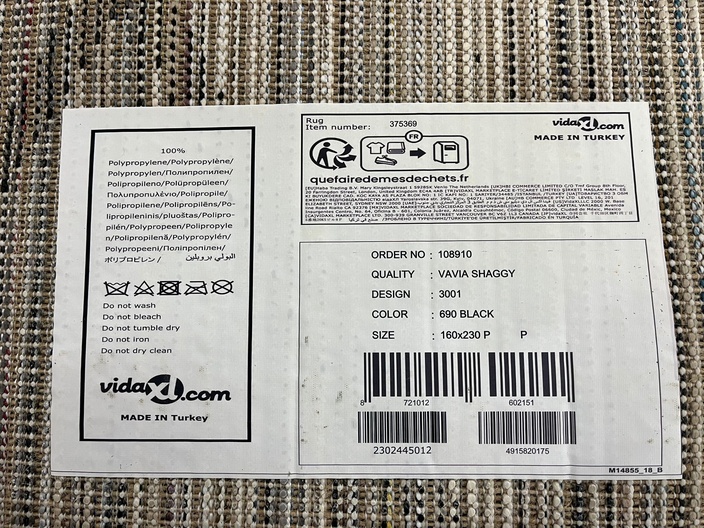 100%
Polypropylene/Polypropylène/
Polypropylen/Полипропилен/
Polipropileno/Polüpropüleen/
Πολυπροπυλένιο/Polipropile/
Polipropilene/Polipropilēns/Po-
lipropileninis/pluoštas/Polipro-
pilén/Polypropeen/Polipropyle
n/Polipropilenă/Polypropylén/
Polypropeeni/Поліпропілен/
ポリプロピレン/ البولي بروبلين
Do not wash
Do not bleach
Do not tumble dry
Do not iron
Do not dry clean
vidaXL.com
MADE IN Turkey
Rug
Item number: 375369
vidaXL.com
MADE IN TURKEY
FR
quefairedemesdechets.fr
ORDER NO : 108910
QUALITY : VAVIA SHAGGY
DESIGN : 3001
COLOR : 690 BLACK
SIZE : 160x230 P P
8 721012 602151
2302445012 4915820175
M14855_18_B